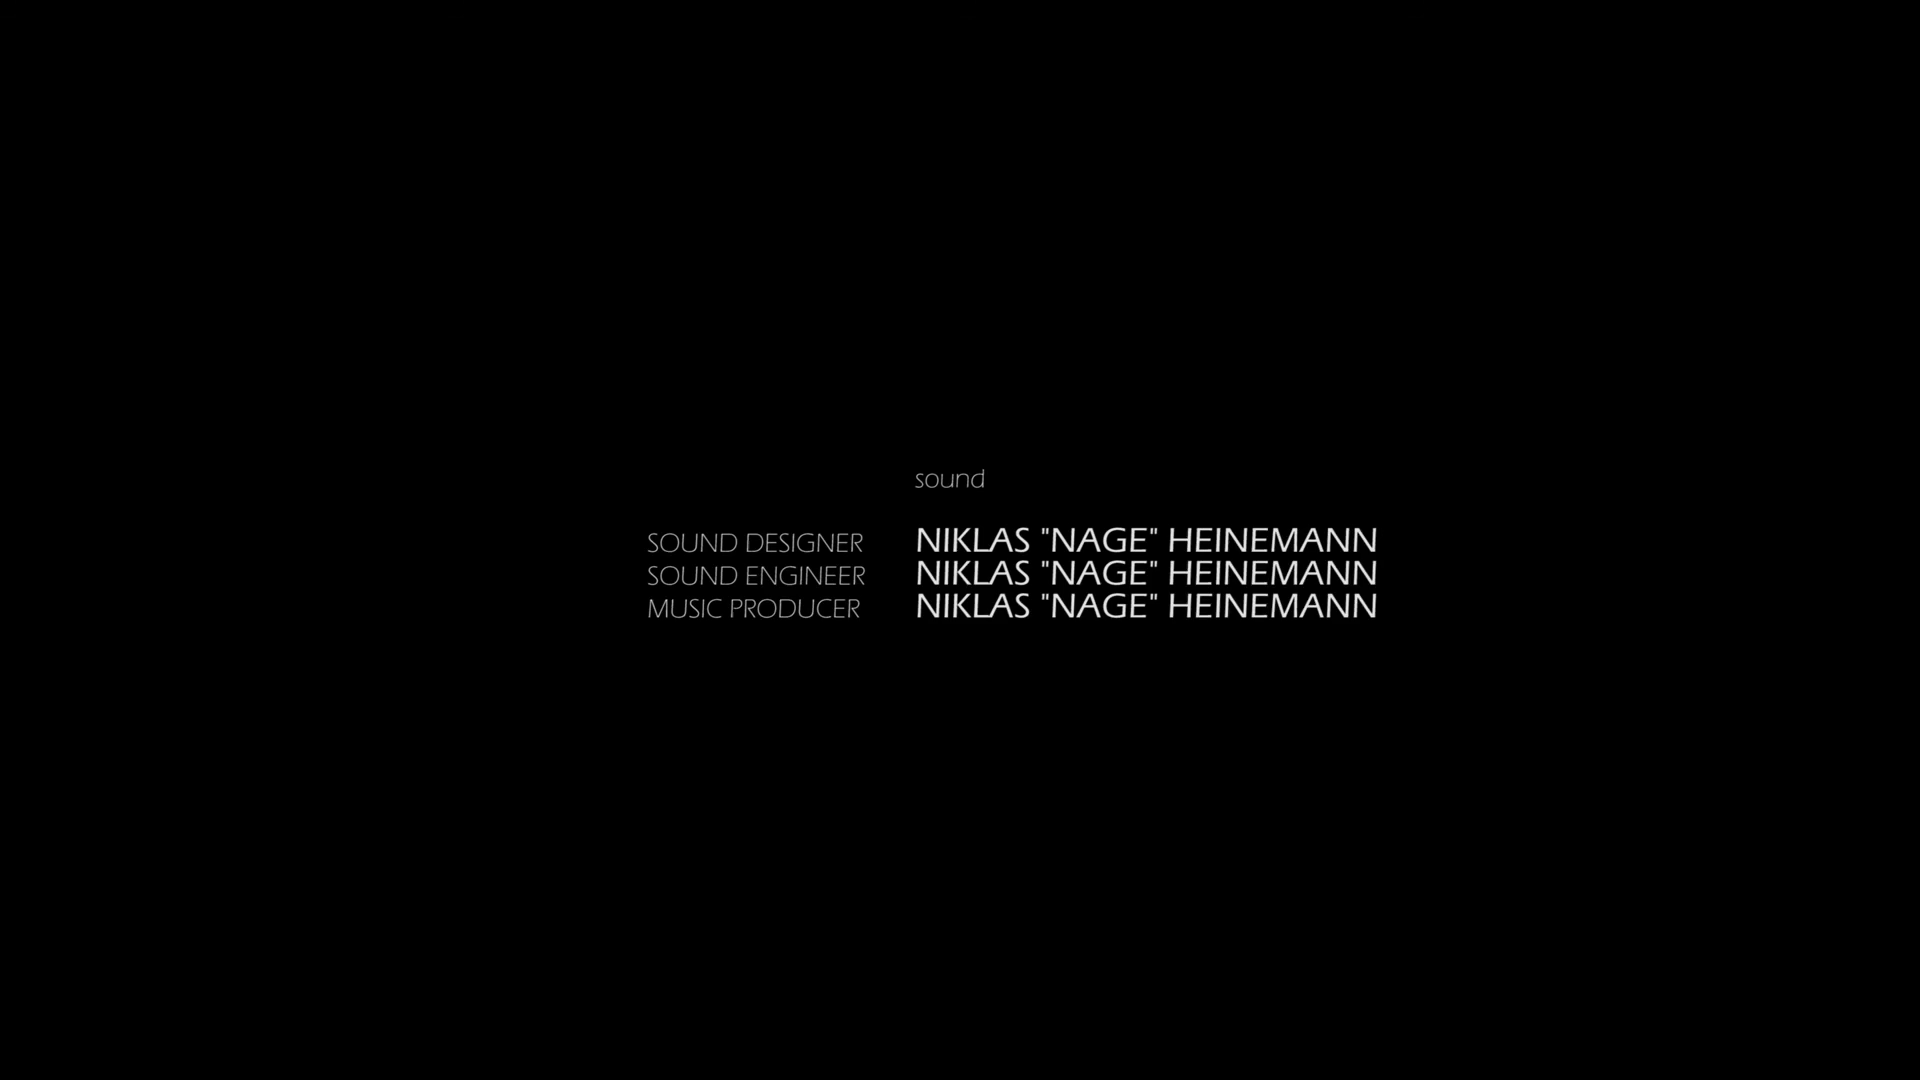 sound
SOUND DESIGNER NIKLAS "NAGE" HEINEMANN
SOUND ENGINEER NIKLAS "NAGE" HEINEMANN
MUSIC PRODUCER NIKLAS "NAGE" HEINEMANN